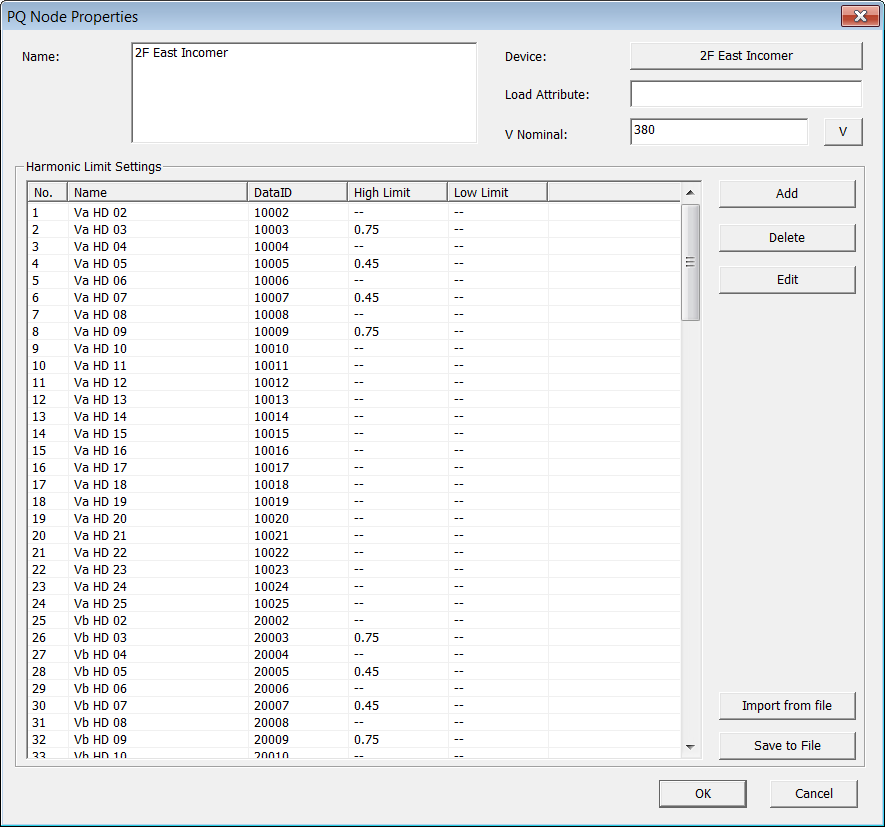 PQ Node Properties
Name: 2F East Incomer Device: 2F East Incomer
Load Attribute:
V Nominal: 380 V
Harmonic Limit Settings
No. Name DataID High Limit Low Limit
1 Va HD 02 10002 -- --
2 Va HD 03 10003 0.75 --
3 Va HD 04 10004 -- --
4 Va HD 05 10005 0.45 --
5 Va HD 06 10006 -- --
6 Va HD 07 10007 0.45 --
7 Va HD 08 10008 -- --
8 Va HD 09 10009 0.75 --
9 Va HD 10 10010 -- --
10 Va HD 11 10011 -- --
11 Va HD 12 10012 -- --
12 Va HD 13 10013 -- --
13 Va HD 14 10014 -- --
14 Va HD 15 10015 -- --
15 Va HD 16 10016 -- --
16 Va HD 17 10017 -- --
17 Va HD 18 10018 -- --
18 Va HD 19 10019 -- --
19 Va HD 20 10020 -- --
20 Va HD 21 10021 -- --
21 Va HD 22 10022 -- --
22 Va HD 23 10023 -- --
23 Va HD 24 10024 -- --
24 Va HD 25 10025 -- --
25 Vb HD 02 20002 -- --
26 Vb HD 03 20003 0.75 --
27 Vb HD 04 20004 -- --
28 Vb HD 05 20005 0.45 --
29 Vb HD 06 20006 -- --
30 Vb HD 07 20007 0.45 --
31 Vb HD 08 20008 -- --
32 Vb HD 09 20009 0.75 --
33 Vb HD 10 20010 -- --
Add
Delete
Edit
Import from file
Save to File
OK Cancel